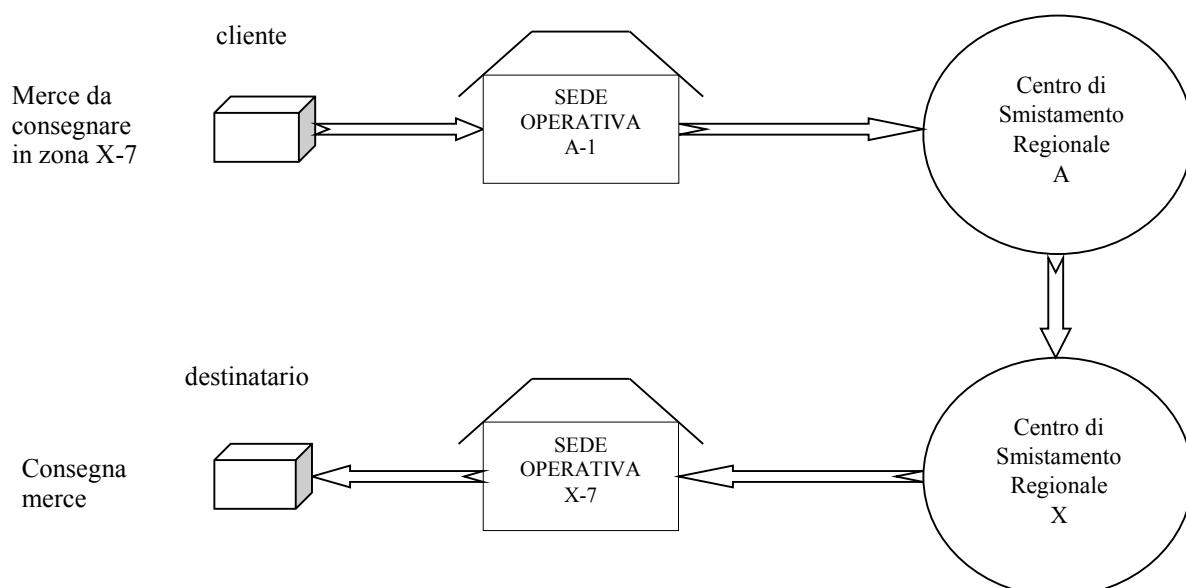 cliente
Merce da
consegnare
in zona X-7
SEDE
OPERATIVA
A-1
Centro di
Smistamento
Regionale
A
destinatario
Consegna
merce
SEDE
OPERATIVA
X-7
Centro di
Smistamento
Regionale
X